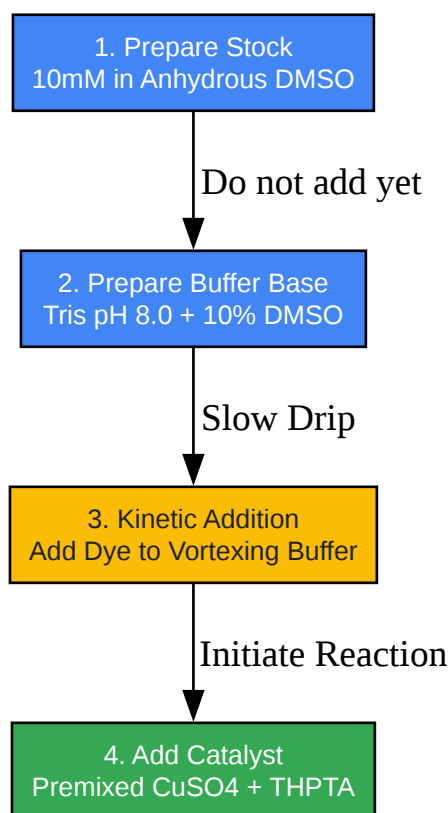 1. Prepare Stock
10mM in Anhydrous DMSO
Do not add yet
2. Prepare Buffer Base
Tris pH 8.0 + 10% DMSO
Slow Drip
3. Kinetic Addition
Add Dye to Vortexing Buffer
Initiate Reaction
4. Add Catalyst
Premixed CuSO4 + THPTA